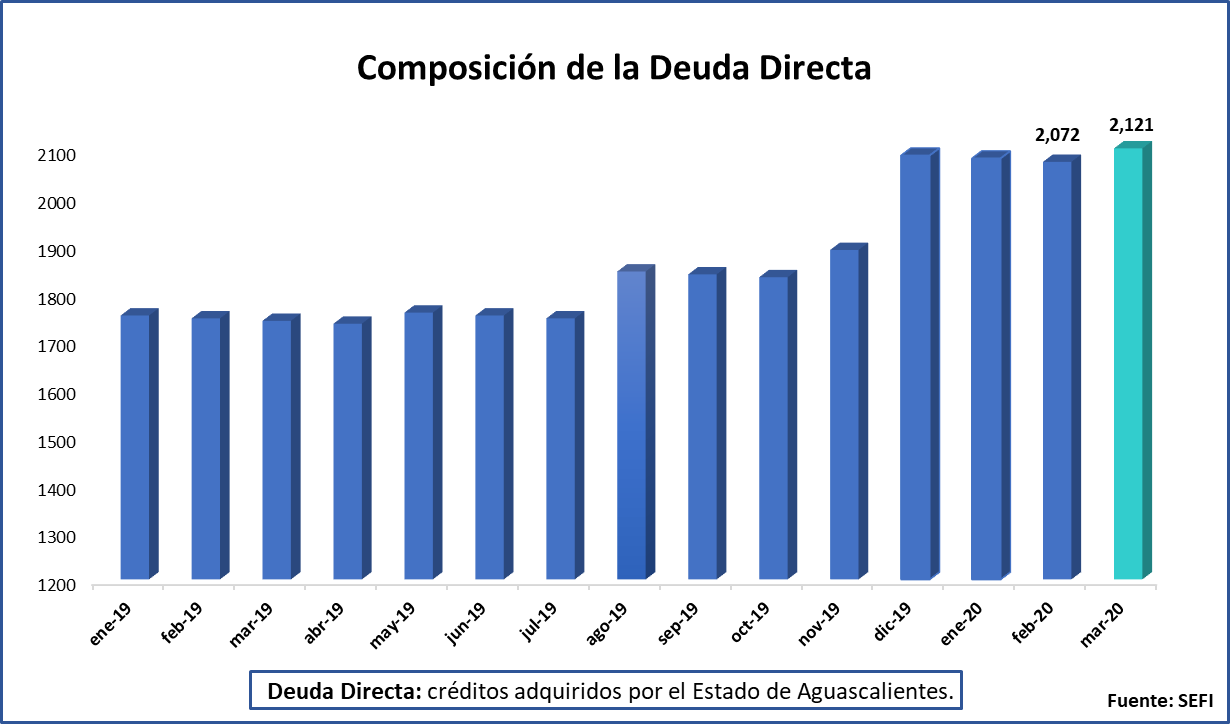 Composición de la Deuda Directa
2,072
2,121
2100
2000
1900
1800
1700
1600
1500
1400
1300
1200
ene-19
feb-19
mar-19
abr-19
may-19
jun-19
jul-19
ago-19
sep-19
oct-19
nov-19
dic-19
ene-20
feb-20
mar-20
Deuda Directa: créditos adquiridos por el Estado de Aguascalientes.
Fuente: SEFI